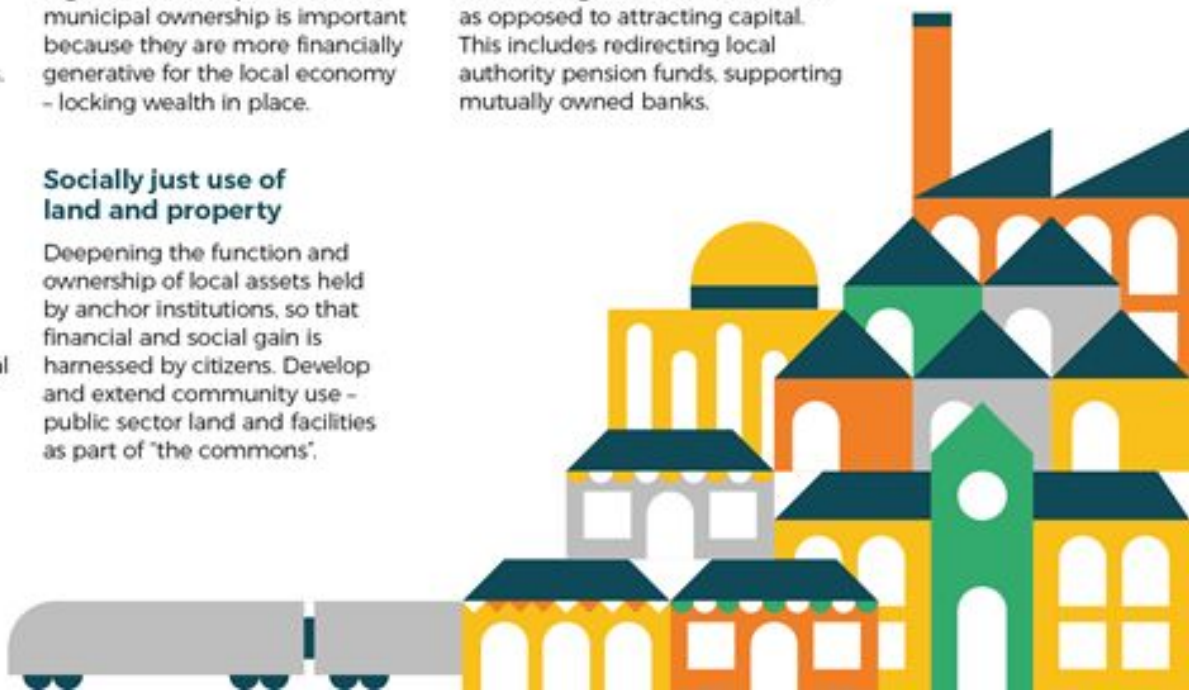 municipal ownership is important
because they are more financially
generative for the local economy
– locking wealth in place.
Socially just use of
land and property
Deepening the function and
ownership of local assets held
by anchor institutions, so that
financial and social gain is
harnessed by citizens. Develop
and extend community use –
public sector land and facilities
as part of “the commons”.
as opposed to attracting capital.
This includes redirecting local
authority pension funds, supporting
mutually owned banks.